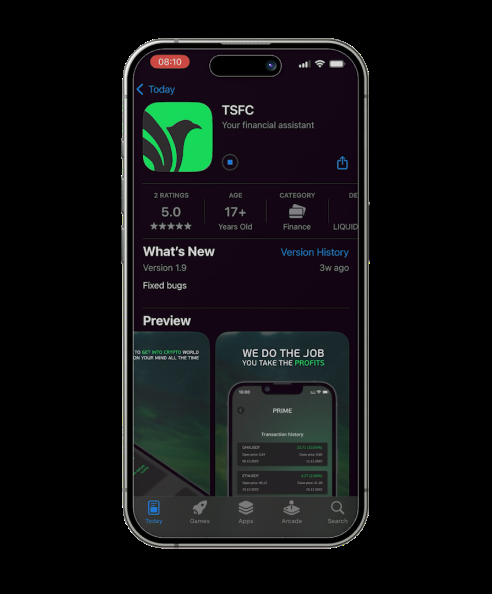 08:10
Today
TSFC
Your financial assistant
2 RATINGS
AGE
CATEGORY
DE
5.0
17+
★★★★★
Years Old
Finance
LIQUID
What's New
Version History
Version 1.9
3w ago
Fixed bugs
Preview
TO GET INTO CRYPTO WORLD
ON YOUR MIND ALL THE TIME
WE DO THE JOB
YOU TAKE THE PROFITS
PRIME
Transaction history
Today
Games
Apps
Arcade
Search